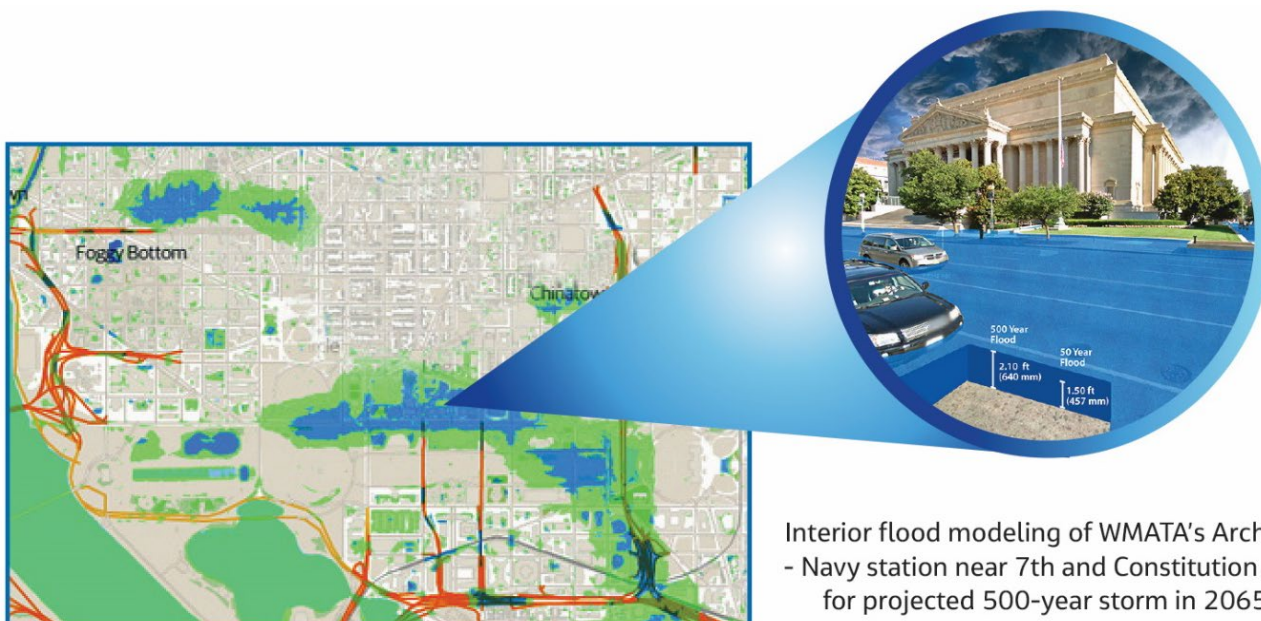 wn
Foggy Bottom
Chinatow
500 Year
Flood
2.10 ft
(640 mm)
50 Year
Flood
1.50 ft
(457 mm)
Interior flood modeling of WMATA's Arch
- Navy station near 7th and Constitution
for projected 500-year storm in 2065